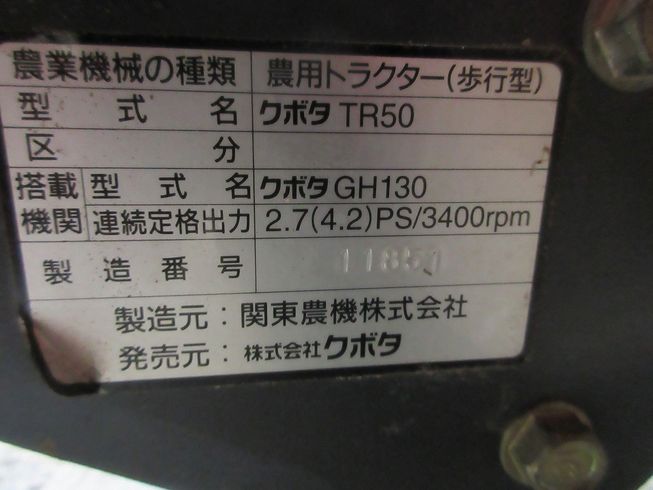 農業機械の種類 農用トラクター(歩行型)
型式名 クボタ TR50
区分
搭載機関 型式名 クボタ GH130
連続定格出力 2.7(4.2)PS/3400rpm
製造番号 11851
製造元:関東農機株式会社
発売元:株式会社クボタ